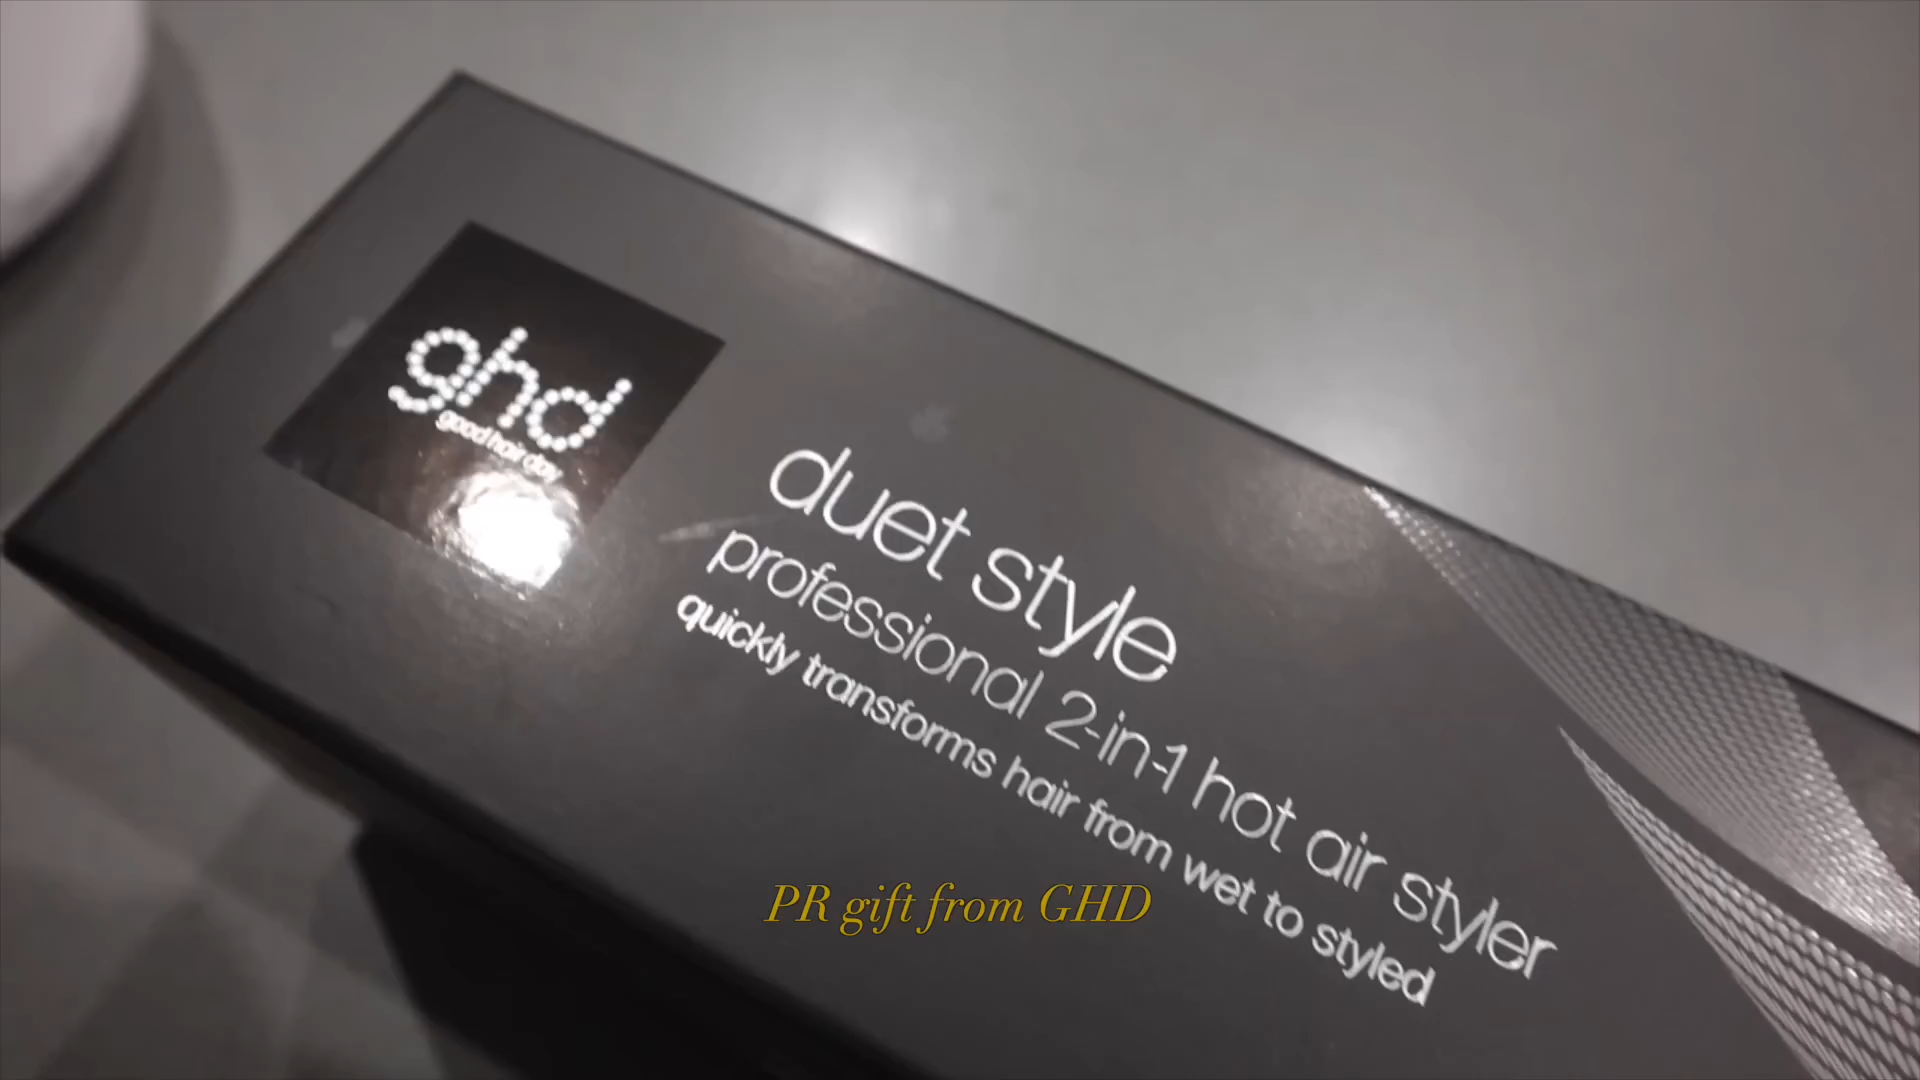 ghd
good hair day
duet style
professional 2-in-1 hot air styler
quickly transforms hair from wet to styled
PR gift from GHD